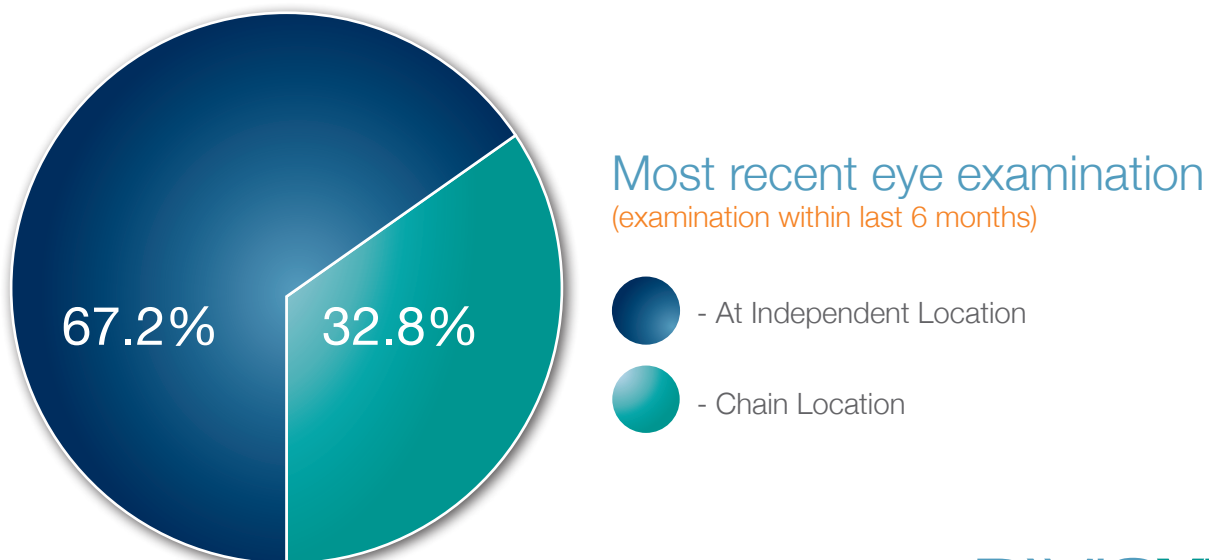 Most recent eye examination
(examination within last 6 months)
67.2%
32.8%
- At Independent Location
- Chain Location